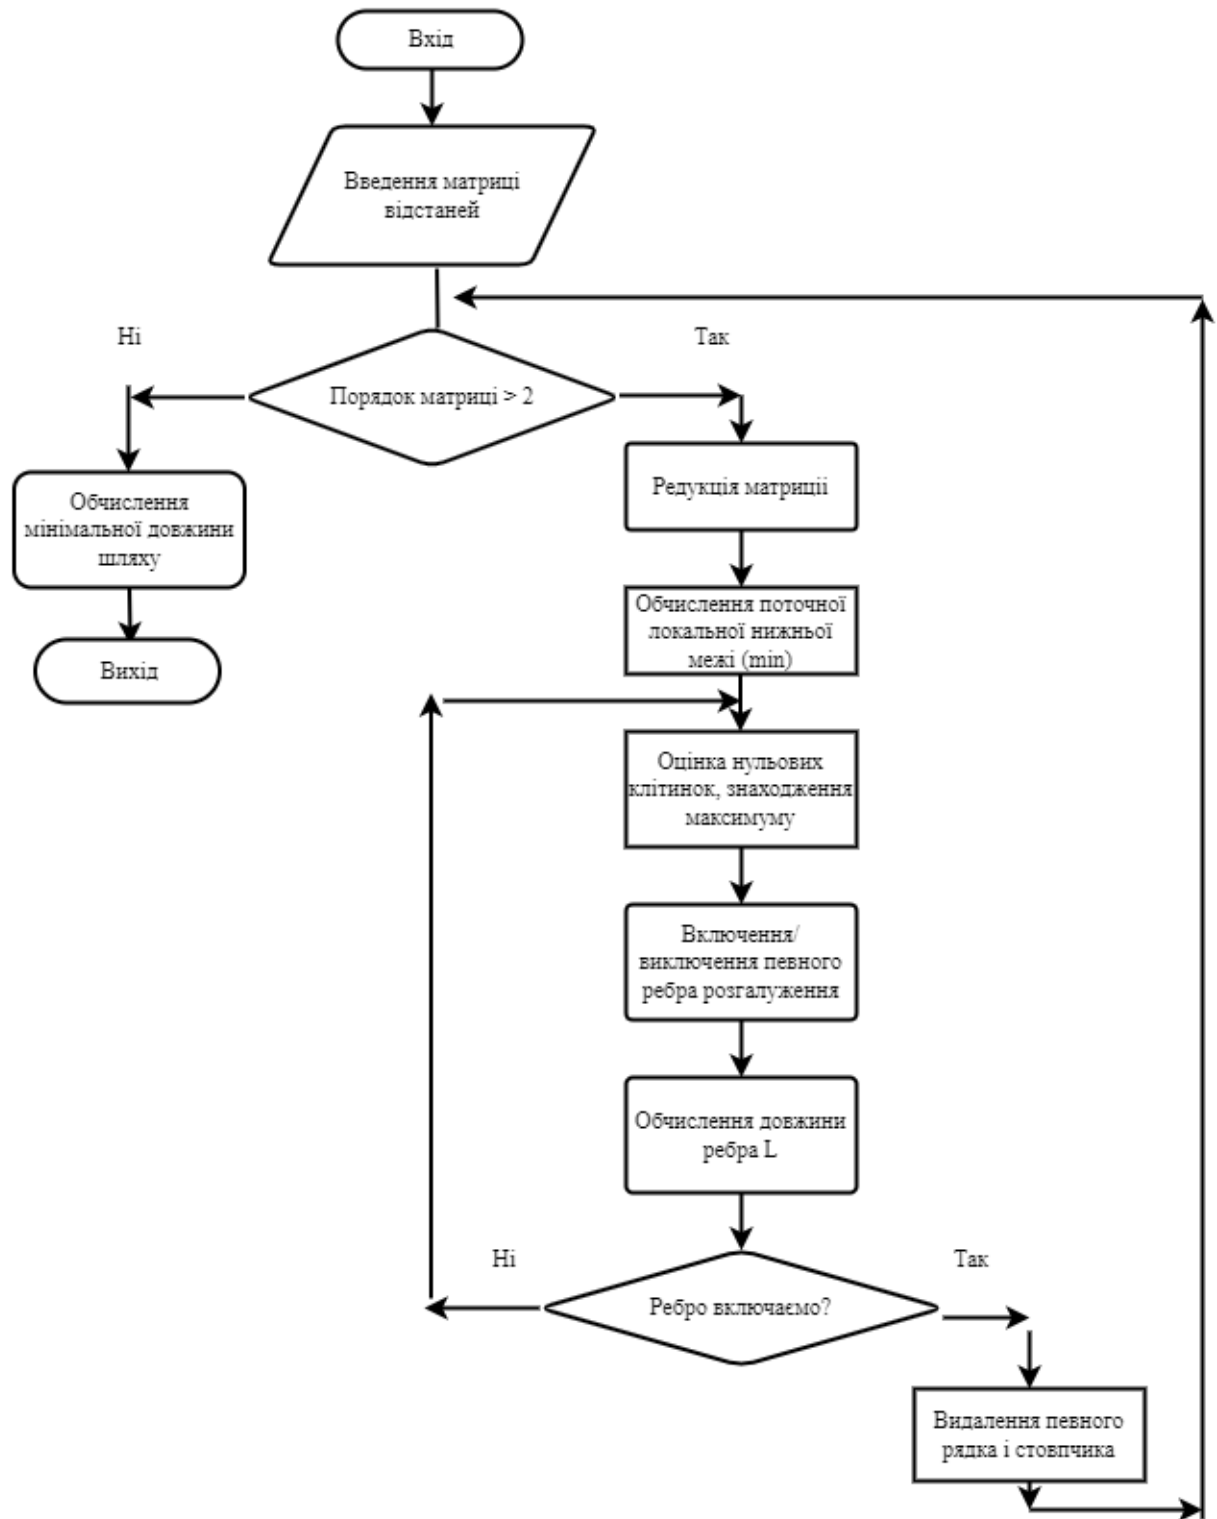 Вхід
Введення матриці
відстаней
Ні
Так
Порядок матриці > 2
Обчислення
мінімальної довжини
шляху
Вихід
Редукція матриціі
Обчислення поточної
локальної нижньої
межі (min)
Оцінка нульових
клітинок, знаходження
максимуму
Включення/
виключення певного
ребра розгалуження
Обчислення довжини
ребра L
Ні
Так
Ребро включаємо?
Видалення певного
рядка і стовпчика